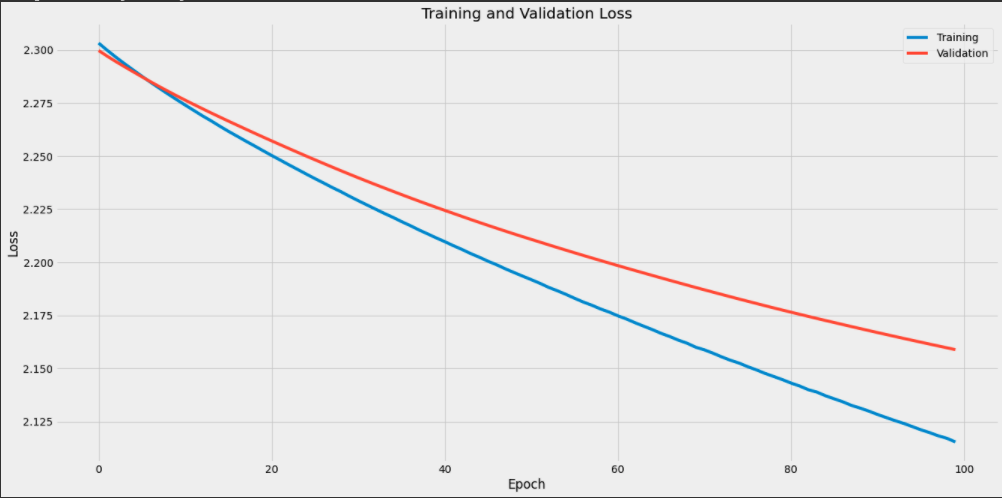 Training and Validation Loss
Training
Validation
2.300
2.275
2.250
2.225
2.200
2.175
2.150
2.125
Loss
0 20 40 60 80 100
Epoch